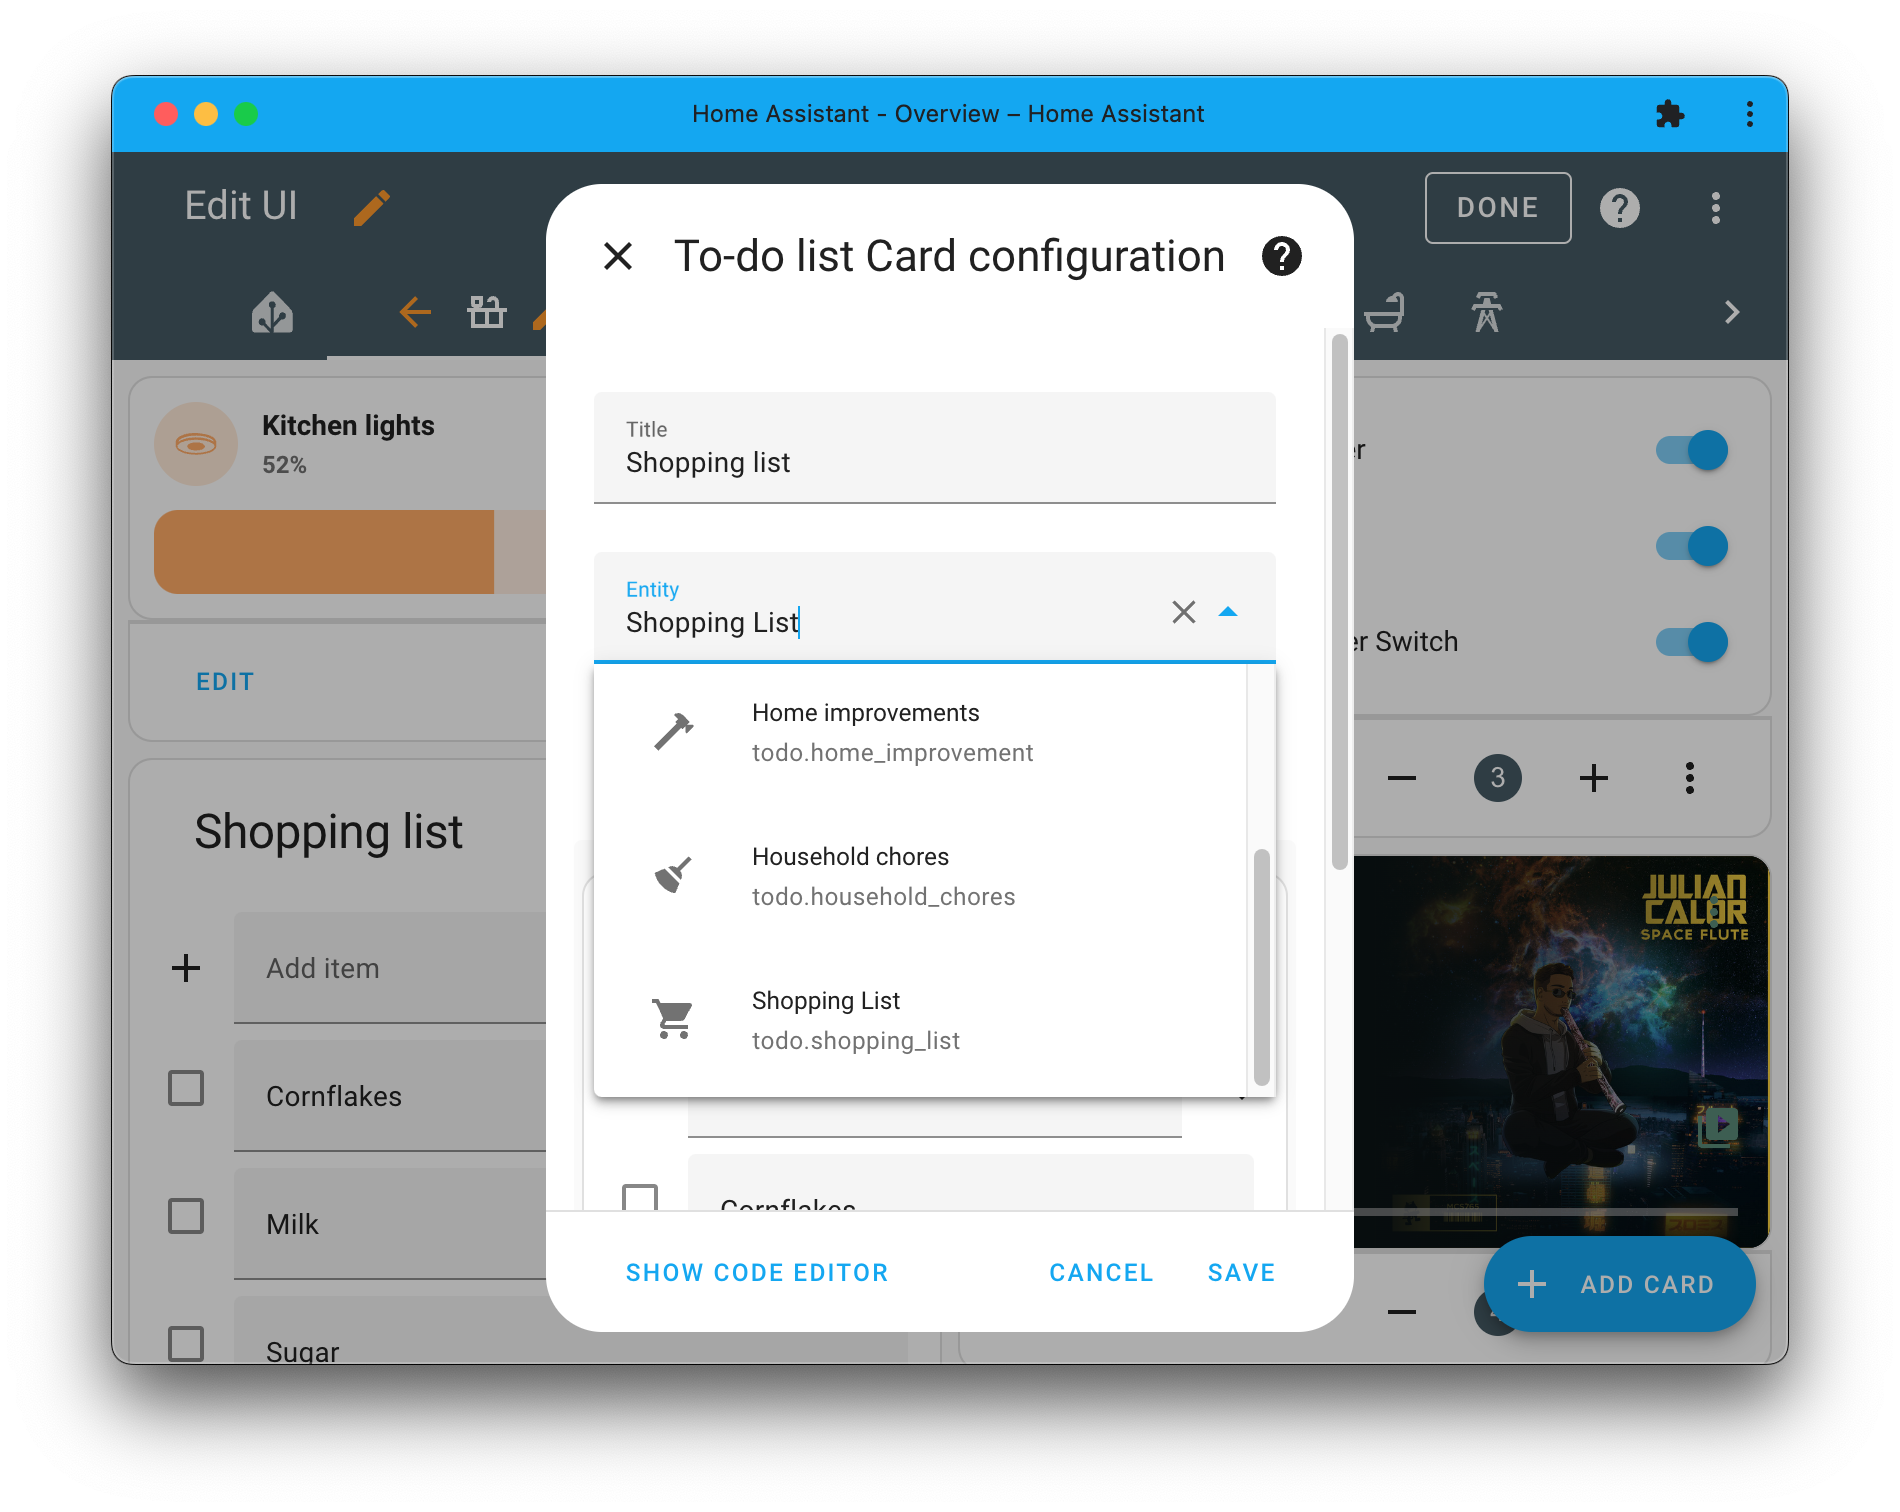 Home Assistant - Overview – Home Assistant
Edit UI
DONE
To-do list Card configuration
Kitchen lights
52%
EDIT
Title
Shopping list
Entity
Shopping List
Home improvements
todo.home_improvement
Household chores
todo.household_chores
Shopping List
todo.shopping_list
Cornflakes
SHOW CODE EDITOR
CANCEL
SAVE
Shopping list
Add item
Cornflakes
Milk
Sugar
er Switch
3
JULIAN
CALOR
SPACE FLUTE
ADD CARD